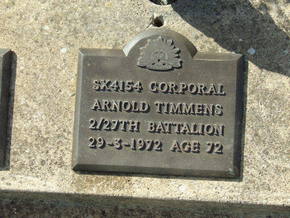 SX4154 CORPORAL
ARNOLD TIMMENS
2/27TH BATTALION
29-3-1972 AGE 72